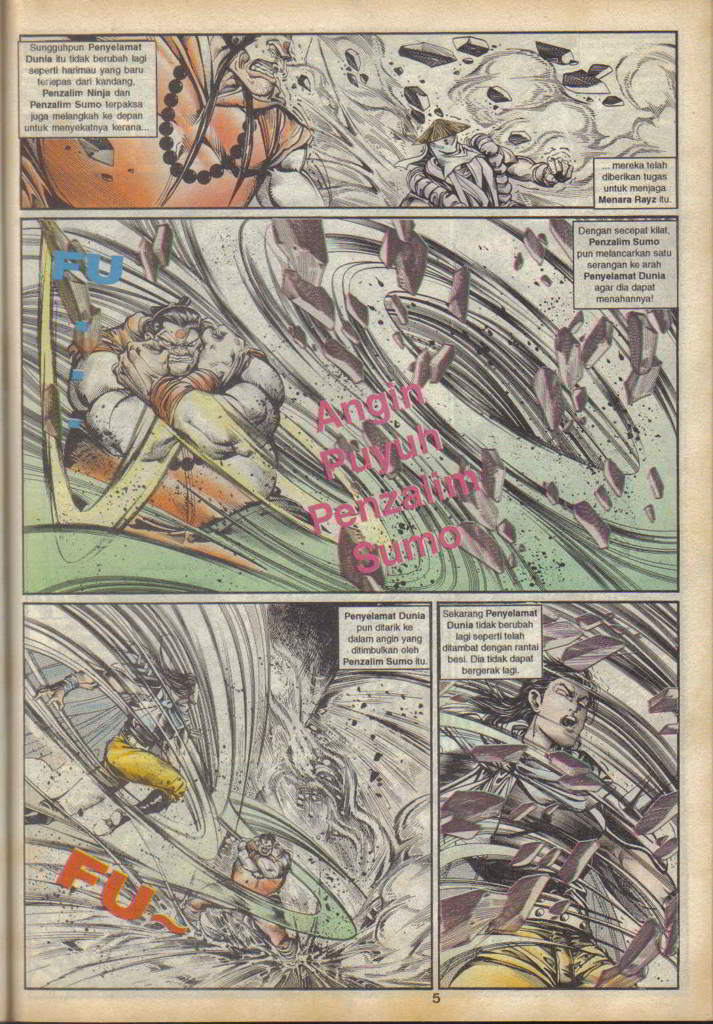 Sungguhpun Penyelamat
Dunia itu tidak berubah lagi
seperti harimau yang baru
terlepas dari kandang,
Penzalim Ninja dan
Penzalim Sumo terpaksa
juga melangkah ke depan
untuk menyekatnya kerana...
... mereka telah
diberikan tugas
untuk menjaga
Menara Rayz itu.
Dengan secepat kilat,
Penzalim Sumo
pun melancarkan satu
serangan ke arah
Penyelamat Dunia
agar dia dapat
menahannya!
FU
Angin
Puyuh
Penzalim
Sumo
Penyelamat Dunia
pun ditarik ke
dalam angin yang
ditimbulkan oleh
Penzalim Sumo itu.
FU~
Sekarang Penyelamat
Dunia tidak berubah
lagi seperti telah
ditambat dengan rantai
besi. Dia tidak dapat
bergerak lagi.
5